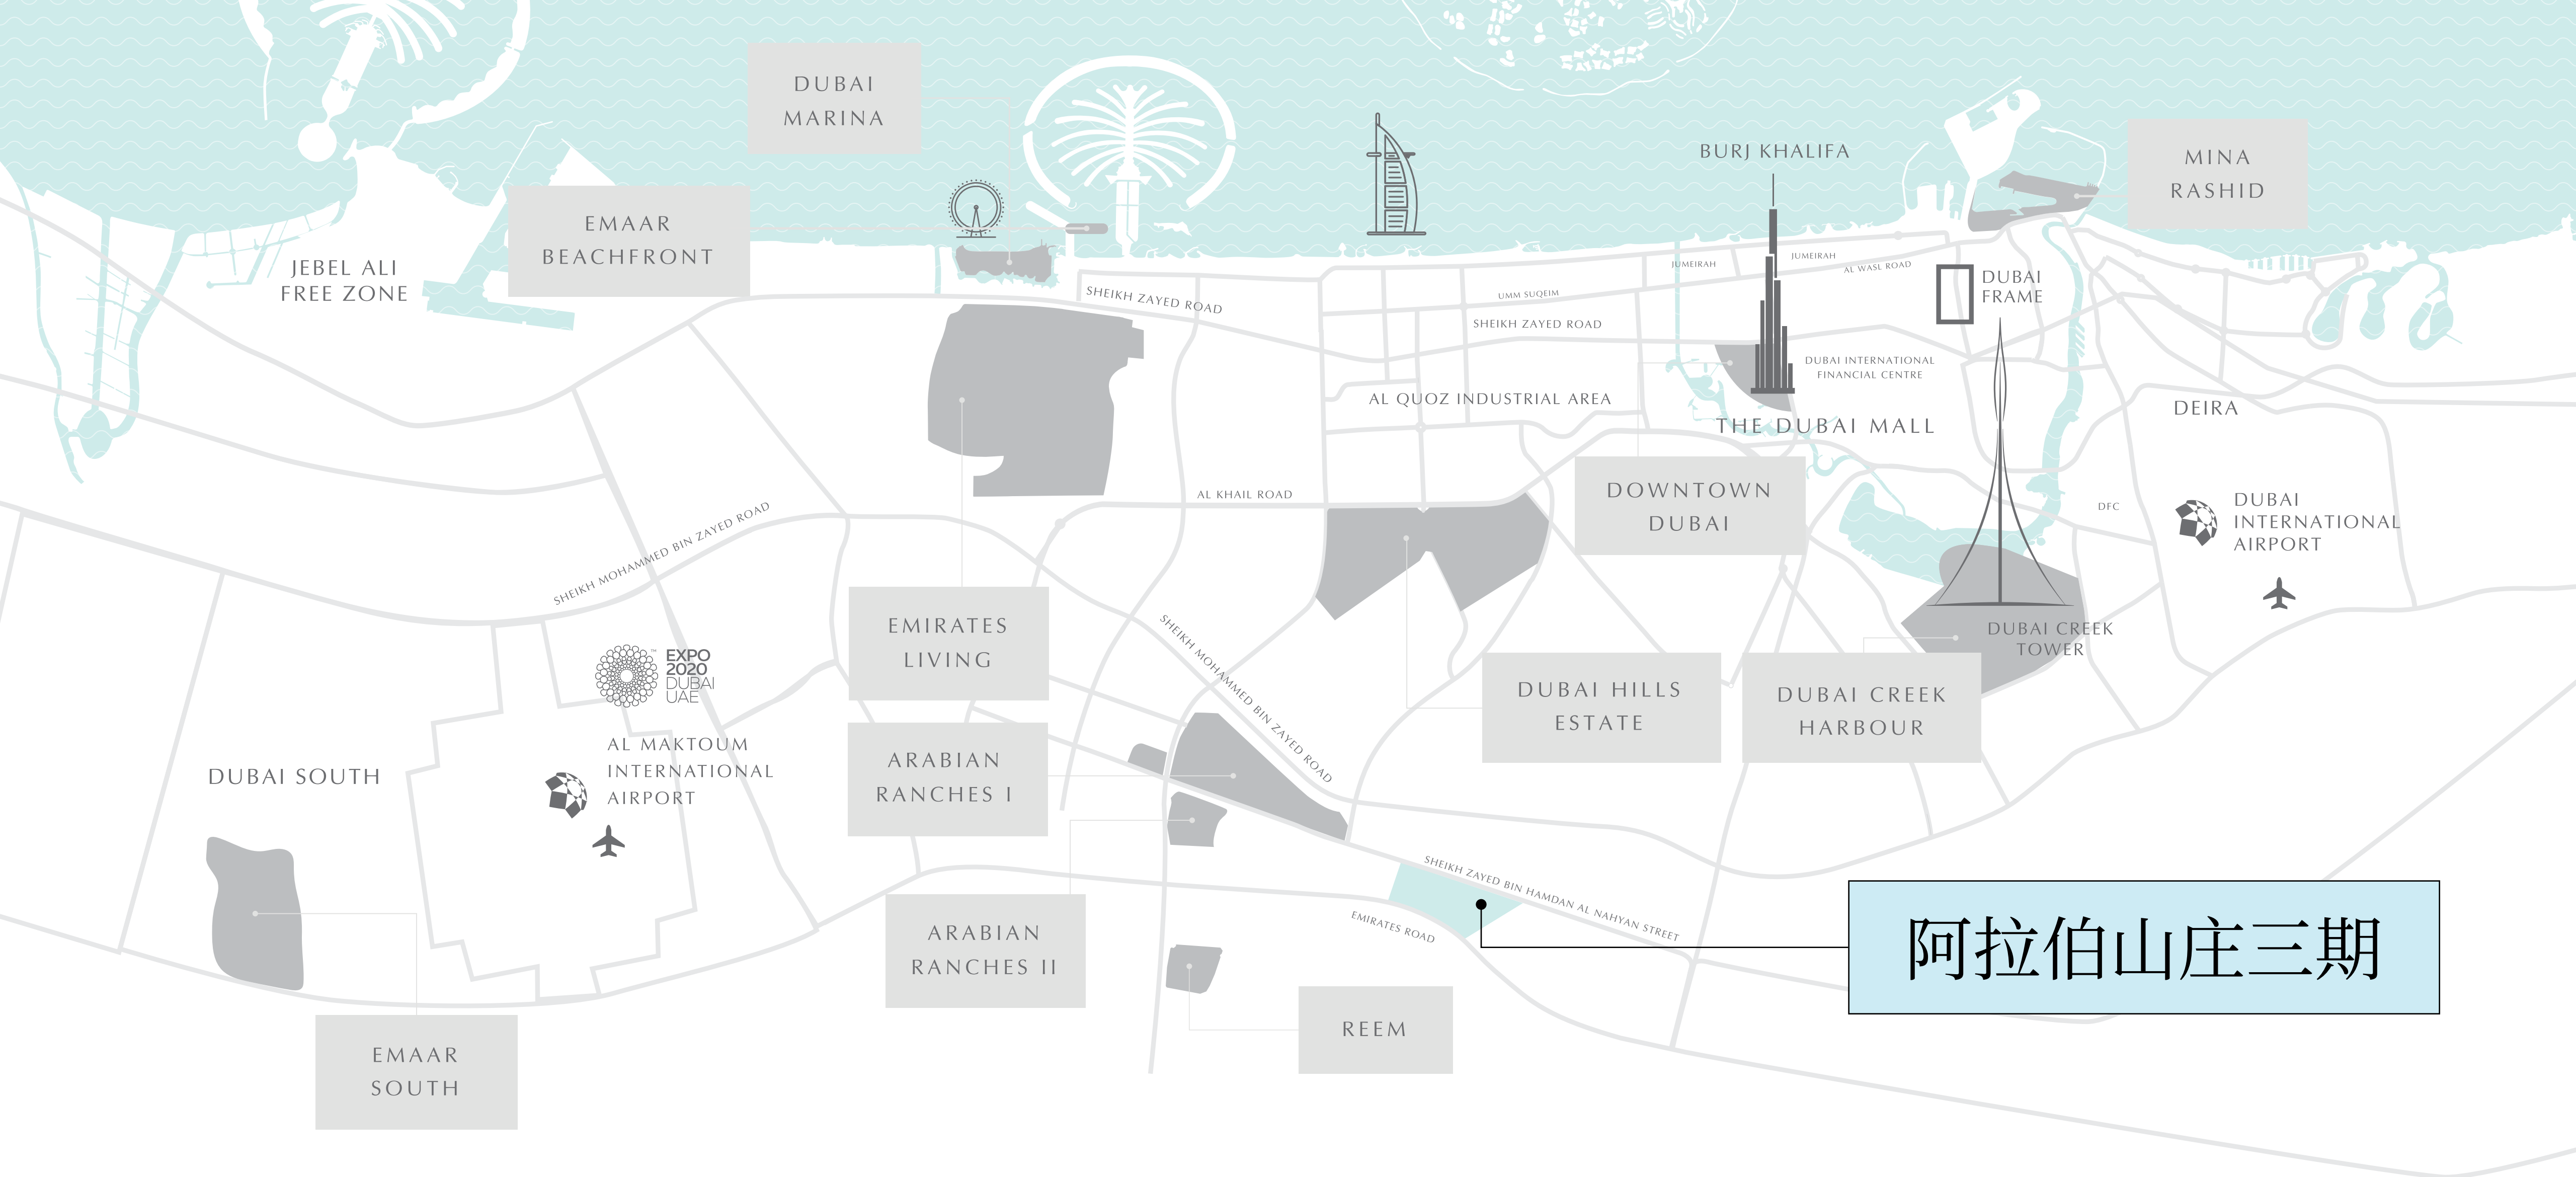 DUBAI
MARINA
BURJ KHALIFA
MINA
RASHID
EMAAR
BEACHFRONT
JEBEL ALI
FREE ZONE
SHEIKH ZAYED ROAD
UMM SUQEIM
SHEIKH ZAYED ROAD
JUMEIRAH
JUMEIRAH
AL WASL ROAD
DUBAI
FRAME
DUBAI INTERNATIONAL
FINANCIAL CENTRE
AL QUOZ INDUSTRIAL AREA
THE DUBAI MALL
DEIRA
AL KHAIL ROAD
DOWNTOWN
DUBAI
DFC
DUBAI
INTERNATIONAL
AIRPORT
SHEIKH MOHAMMED BIN ZAYED ROAD
EMIRATES
LIVING
SHEIKH MOHAMMED BIN ZAYED ROAD
DUBAI CREEK
TOWER
EXPO
2020
DUBAI
UAE
™
DUBAI HILLS
ESTATE
DUBAI CREEK
HARBOUR
AL MAKTOUM
INTERNATIONAL
AIRPORT
DUBAI SOUTH
ARABIAN
RANCHES I
SHEIKH ZAYED BIN HAMDAN AL NAHYAN STREET
EMIRATES ROAD
ARABIAN
RANCHES II
阿拉伯山庄三期
REEM
EMAAR
SOUTH